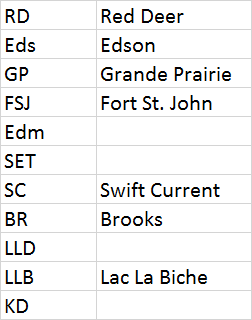 RD Red Deer
Eds Edson
GP Grande Prairie
FSJ Fort St. John
Edm
SET
SC Swift Current
BR Brooks
LLD
LLB Lac La Biche
KD